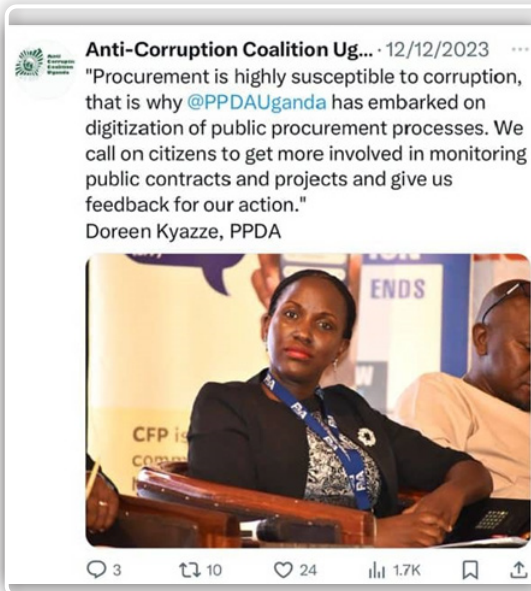 Anti-Corruption Coalition Ug... · 12/12/2023 ...
"Procurement is highly susceptible to corruption,
that is why @PPDAUganda has embarked on
digitization of public procurement processes. We
call on citizens to get more involved in monitoring
public contracts and projects and give us
feedback for our action."
Doreen Kyazze, PPDA
ENDS
CFP is
3 10 24 1.7K